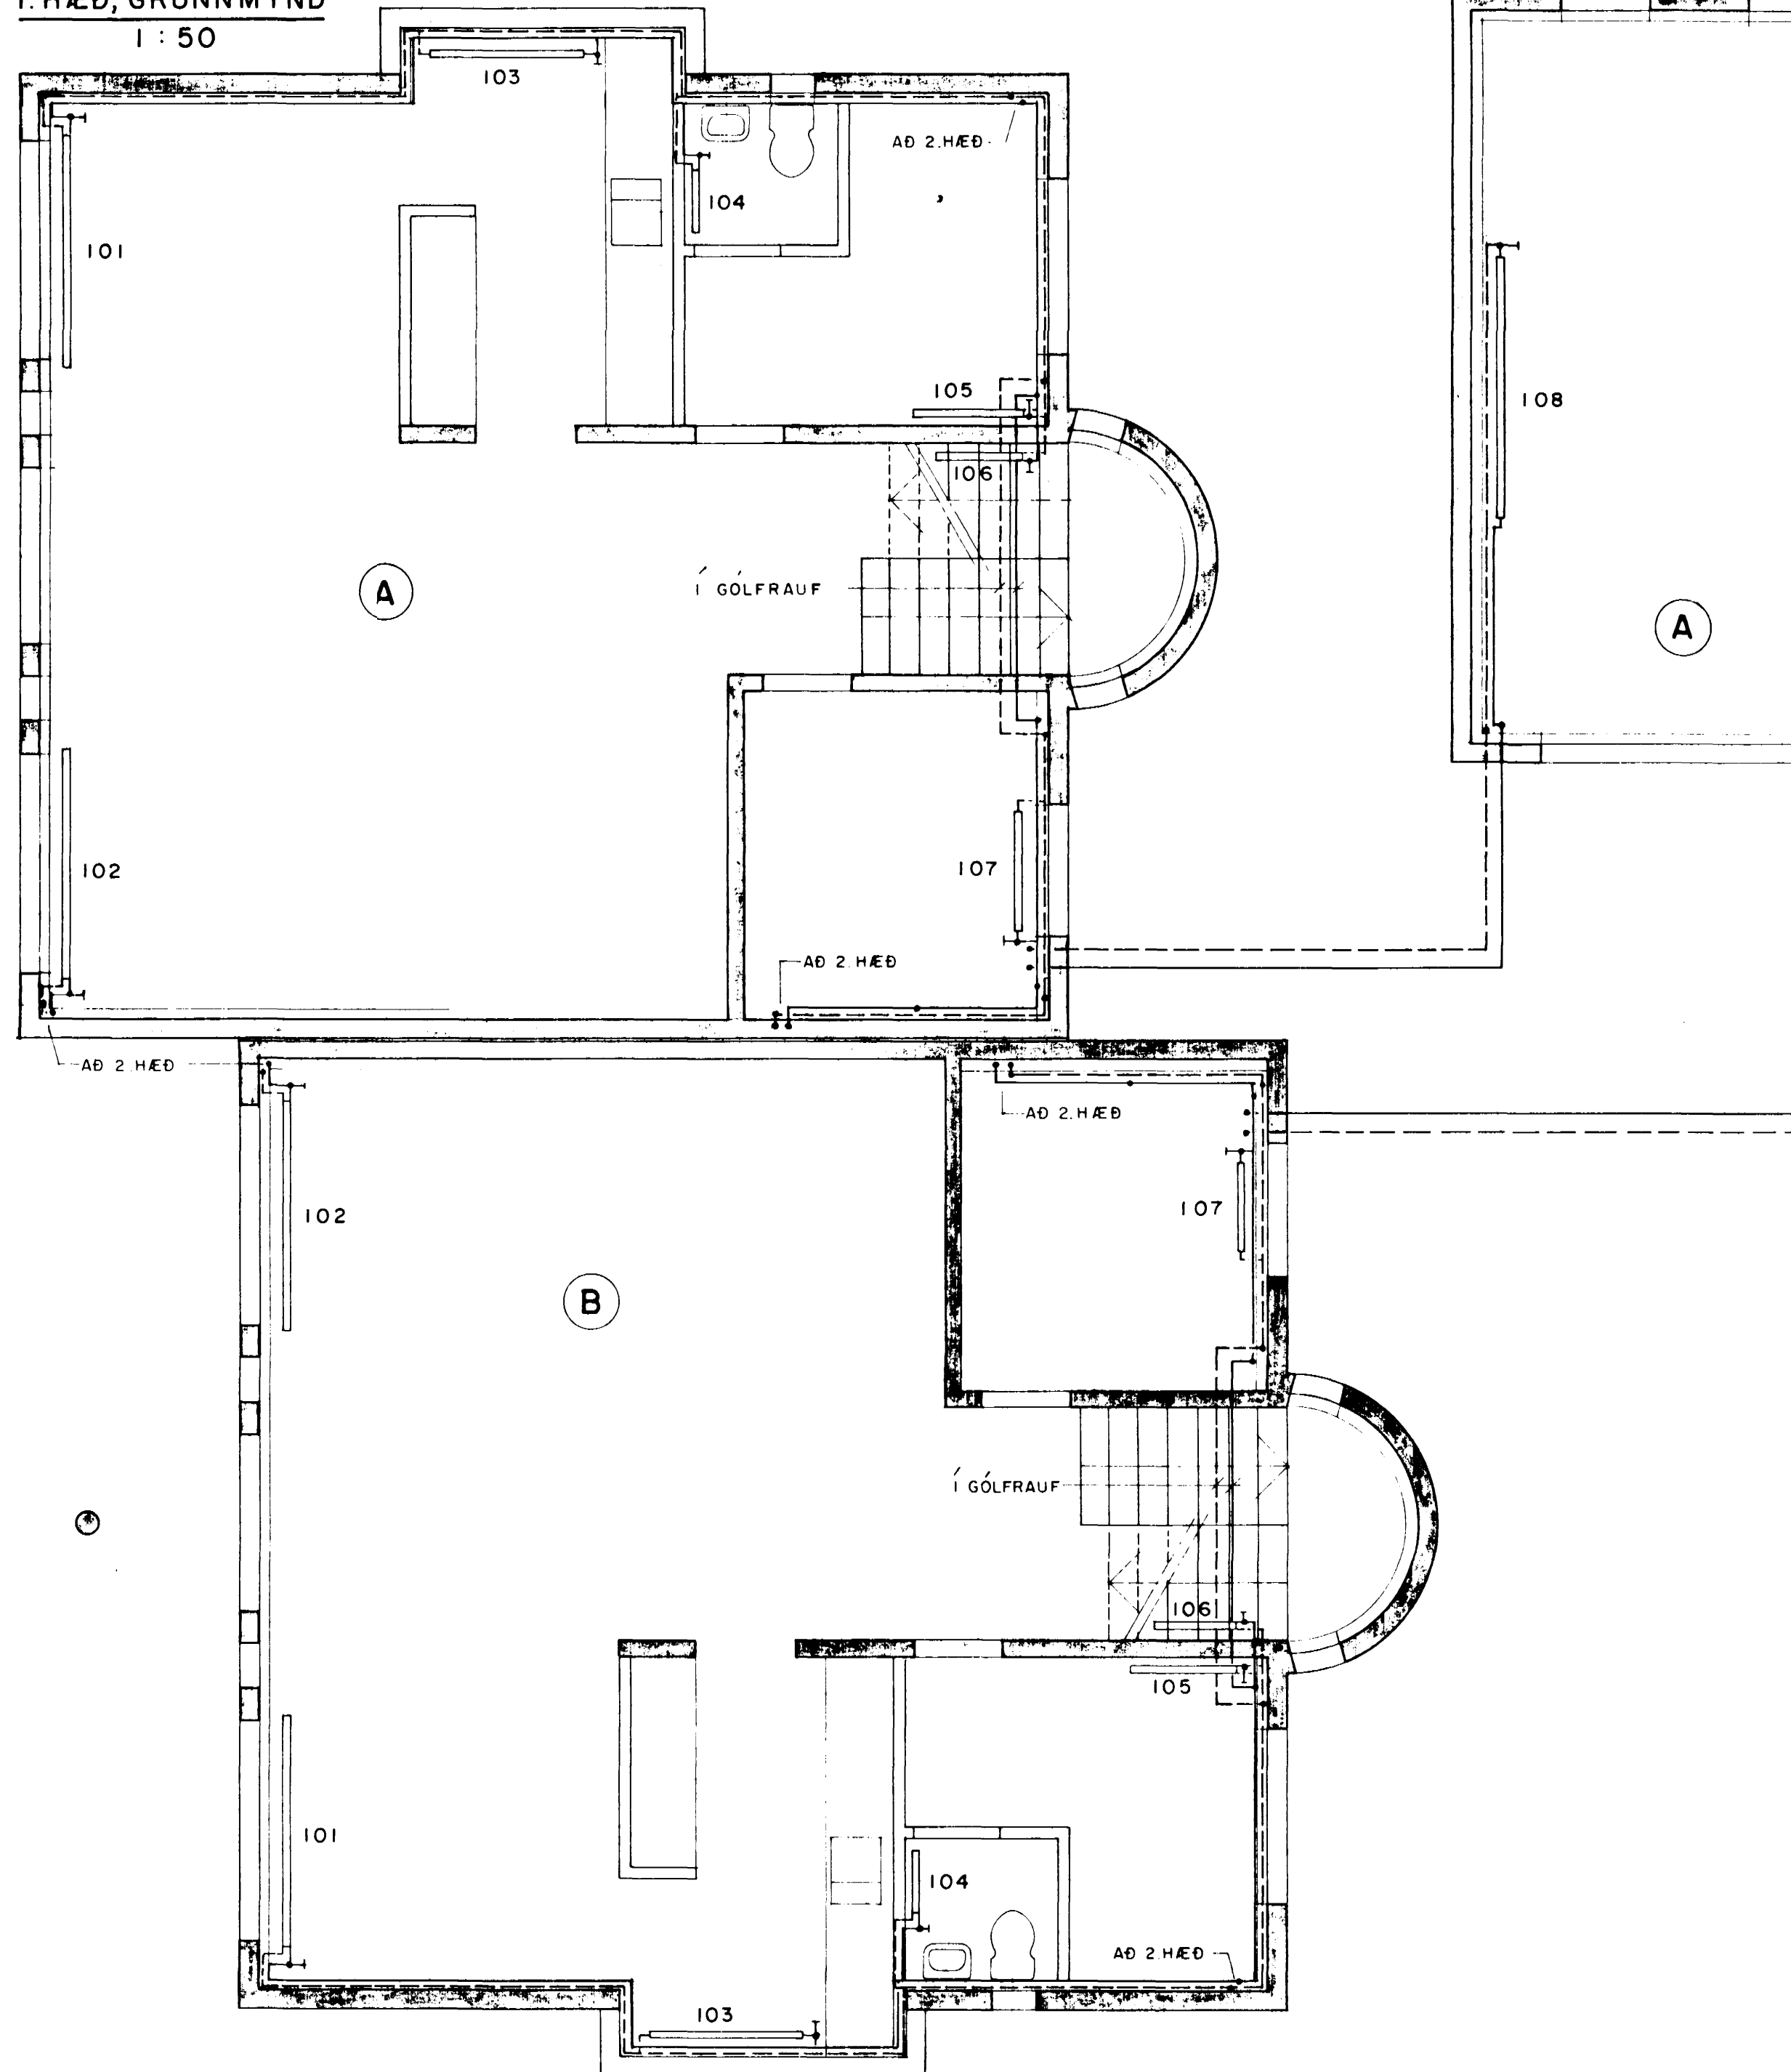 1. HÆÐ, GRUNNMYND
1 : 50
103
AÐ 2. HÆÐ
104
101
105
108
106
A
Í GÓLFRAUF
A
102
107
AÐ 2. HÆÐ
AÐ 2. HÆÐ
AÐ 2. HÆÐ
102
107
B
Í GÓLFRAUF
106
105
101
104
AÐ 2. HÆÐ
103